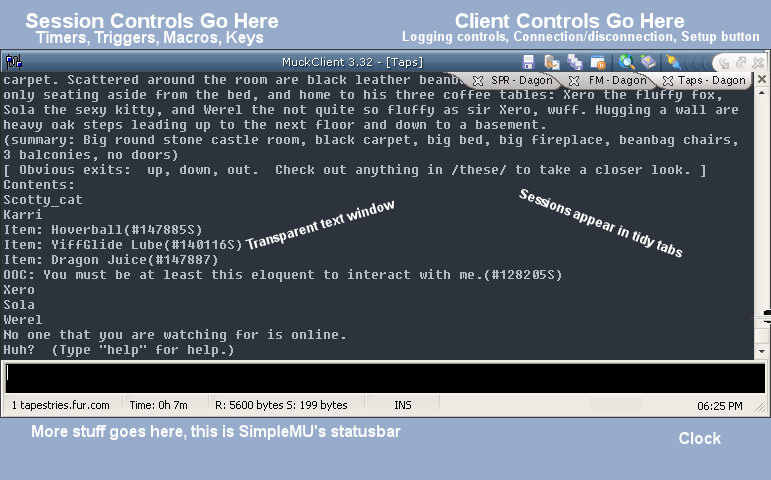 Session Controls Go Here
Timers, Triggers, Macros, Keys
Client Controls Go Here
Logging controls, Connection/disconnection, Setup button
MuckClient 3.32 - [Taps]
SPR - Dagon
FM - Dagon
Taps - Dagon
carpet. Scattered around the room are black leather beanb
only seating aside from the bed, and home to his three coffee tables: Xero the fluffy fox,
Sola the sexy kitty, and Werel the not quite so fluffy as sir Xero, wuff. Hugging a wall are
heavy oak steps leading up to the next floor and down to a basement.
(summary: Big round stone castle room, black carpet, big bed, big fireplace, beanbag chairs,
3 balconies, no doors)
[ Obvious exits:  up, down, out.  Check out anything in /these/ to take a closer look. ]
Contents:
Scotty_cat
Karri
Item: Hoverball(#147885S)
Item: YiffGlide Lube(#140116S)
Item: Dragon Juice(#147887)
OOC: You must be at least this eloquent to interact with me.(#128205S)
Xero
Sola
Werel
No one that you are watching for is online.
Huh?  (Type "help" for help.)
Transparent text window
Sessions appear in tidy tabs
1 tapestries.fur.com
Time: 0h 7m
R: 5600 bytes S: 199 bytes
INS
06:25 PM
More stuff goes here, this is SimpleMU's statusbar
Clock